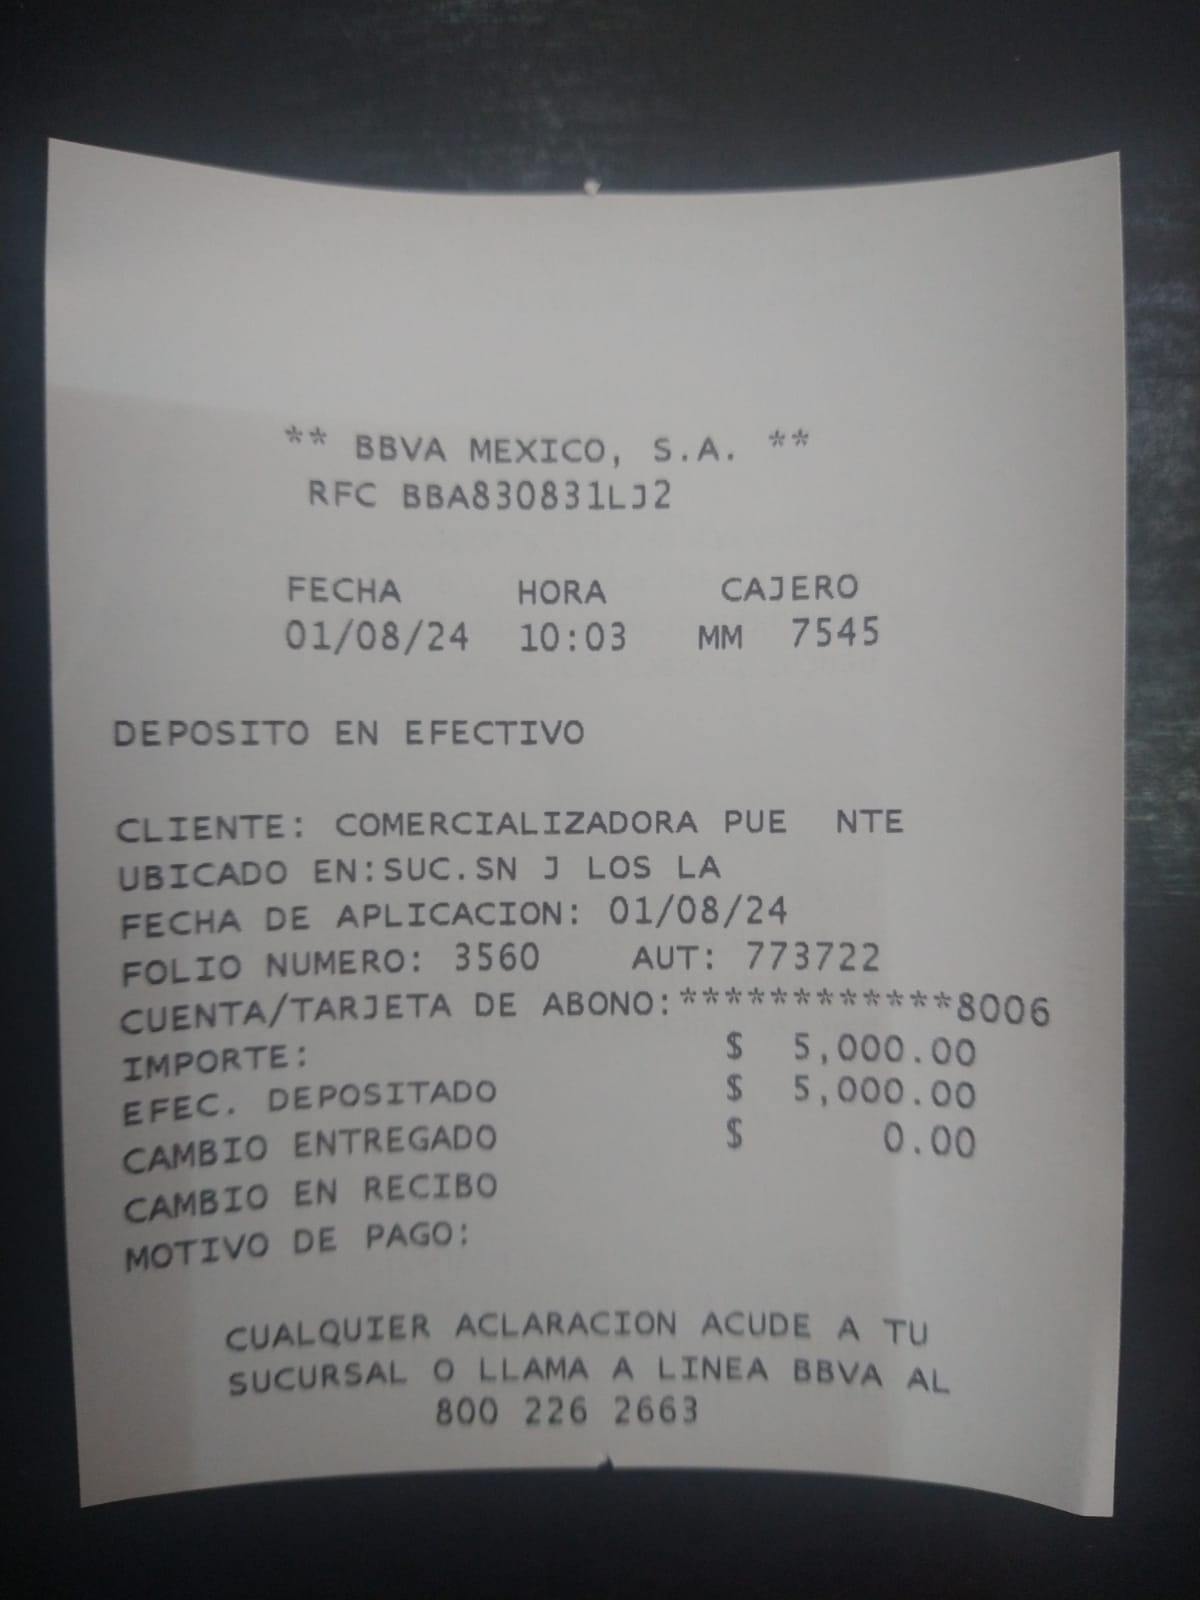 ** BBVA MEXICO, S.A. **
RFC BBA830831LJ2
FECHA HORA CAJERO
01/08/24 10:03 MM 7545
DEPOSITO EN EFECTIVO
CLIENTE: COMERCIALIZADORA PUE NTE
UBICADO EN:SUC.SN J LOS LA
FECHA DE APLICACION: 01/08/24
FOLIO NUMERO: 3560 AUT: 773722
CUENTA/TARJETA DE ABONO:************8006
IMPORTE: $ 5,000.00
EFEC. DEPOSITADO $ 5,000.00
CAMBIO ENTREGADO $ 0.00
CAMBIO EN RECIBO
MOTIVO DE PAGO:
CUALQUIER ACLARACION ACUDE A TU
SUCURSAL O LLAMA A LINEA BBVA AL
800 226 2663